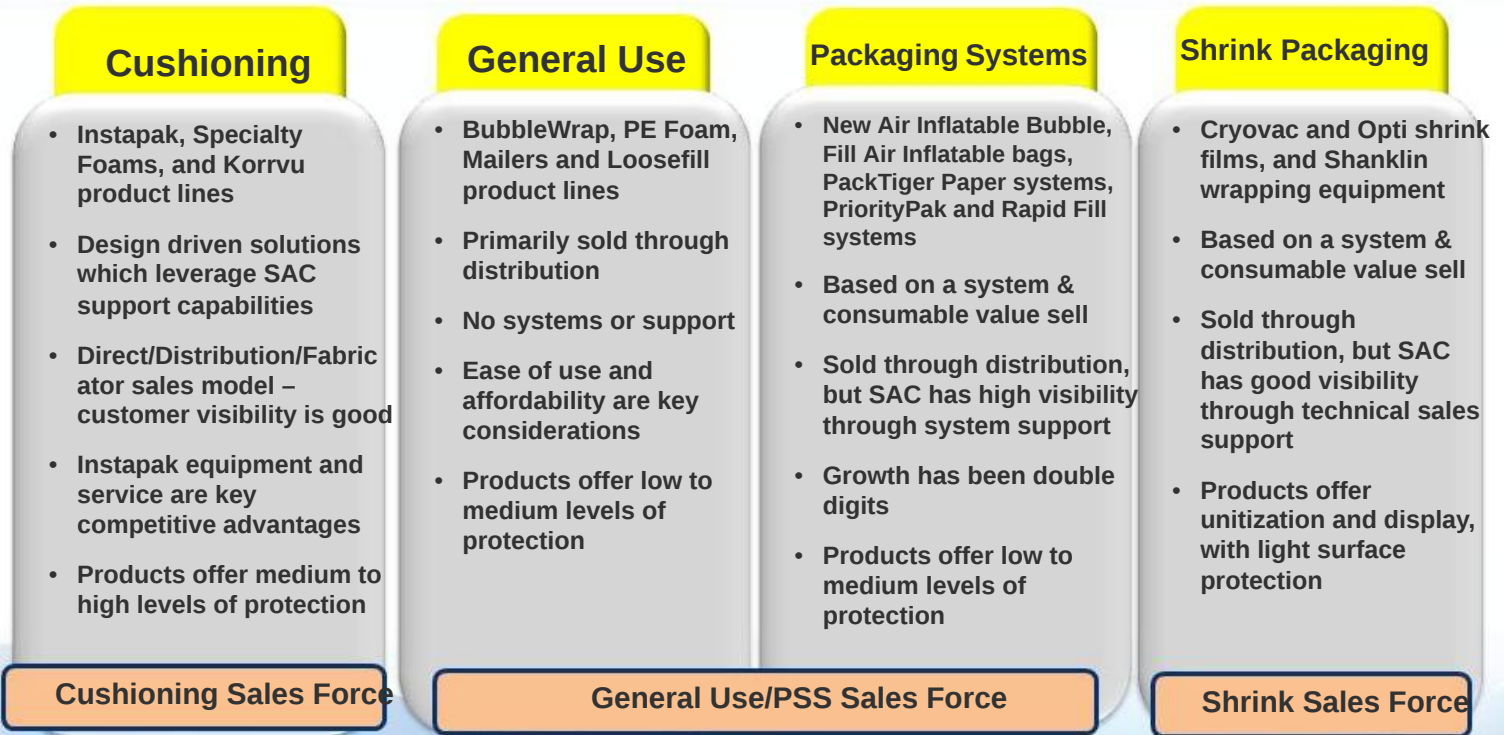 Cushioning
• Instapak, Specialty
Foams, and Korrvu
product lines
• Design driven solutions
which leverage SAC
support capabilities
• Direct/Distribution/Fabric
ator sales model –
customer visibility is good
• Instapak equipment and
service are key
competitive advantages
• Products offer medium to
high levels of protection
Cushioning Sales Force
General Use
• BubbleWrap, PE Foam,
Mailers and Loosefill
product lines
• Primarily sold through
distribution
• No systems or support
• Ease of use and
affordability are key
considerations
• Products offer low to
medium levels of
protection
Packaging Systems
• New Air Inflatable Bubble,
Fill Air Inflatable bags,
PackTiger Paper systems,
PriorityPak and Rapid Fill
systems
• Based on a system &
consumable value sell
• Sold through distribution,
but SAC has high visibility
through system support
• Growth has been double
digits
• Products offer low to
medium levels of
protection
General Use/PSS Sales Force
Shrink Packaging
• Cryovac and Opti shrink
films, and Shanklin
wrapping equipment
• Based on a system &
consumable value sell
• Sold through
distribution, but SAC
has good visibility
through technical sales
support
• Products offer
unitization and display,
with light surface
protection
Shrink Sales Force